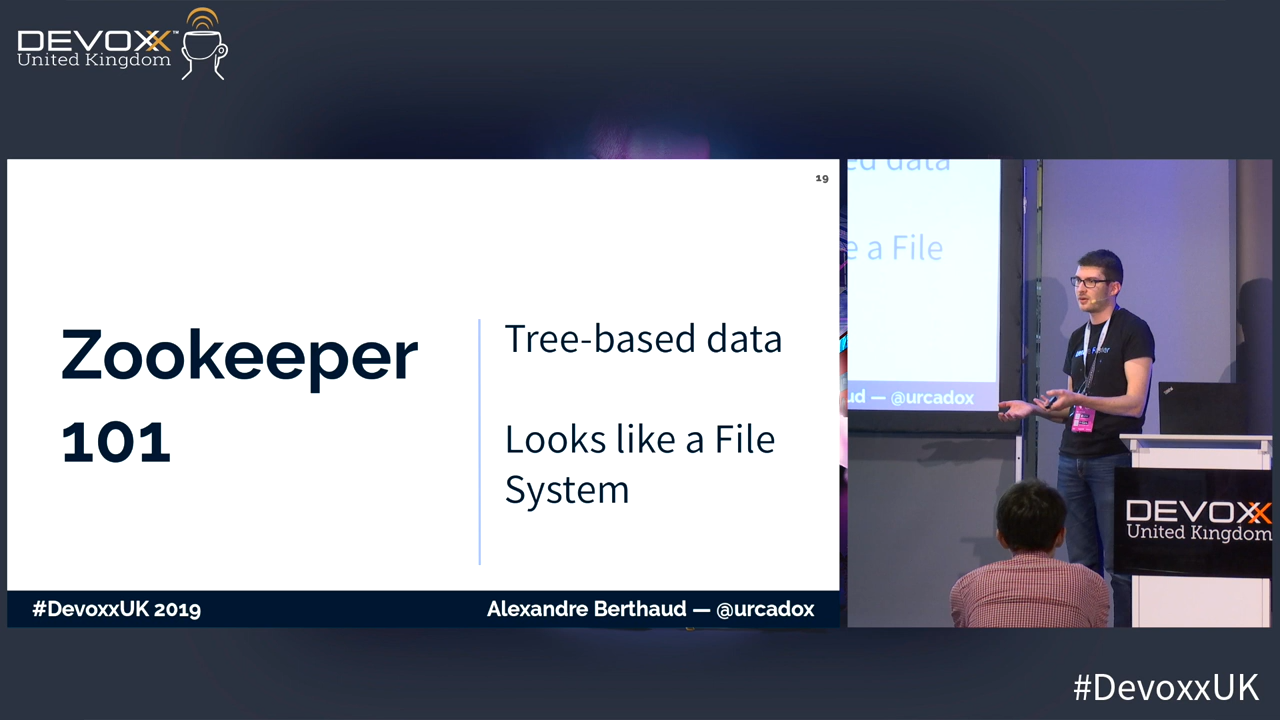 DEVOXX™
United Kingdom
19
Zookeeper
101
Tree-based data
Looks like a File
System
#DevoxxUK 2019
Alexandre Berthaud — @urcadox
ed data
e a File
ud — @urcadox
DEVOXX
United Kingdom
#DevoxxUK